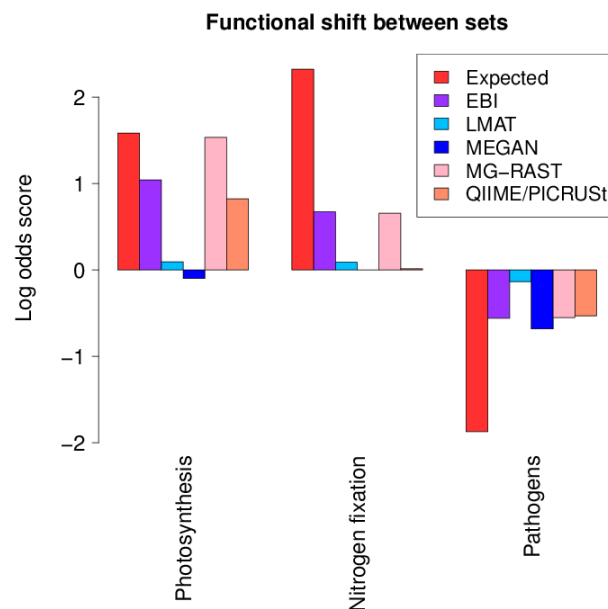 Functional shift between sets
Expected
EBI
LMAT
MEGAN
MG−RAST
QIIME/PICRUSt
Log odds score
2
1
0
−1
−2
Photosynthesis
Nitrogen fixation
Pathogens